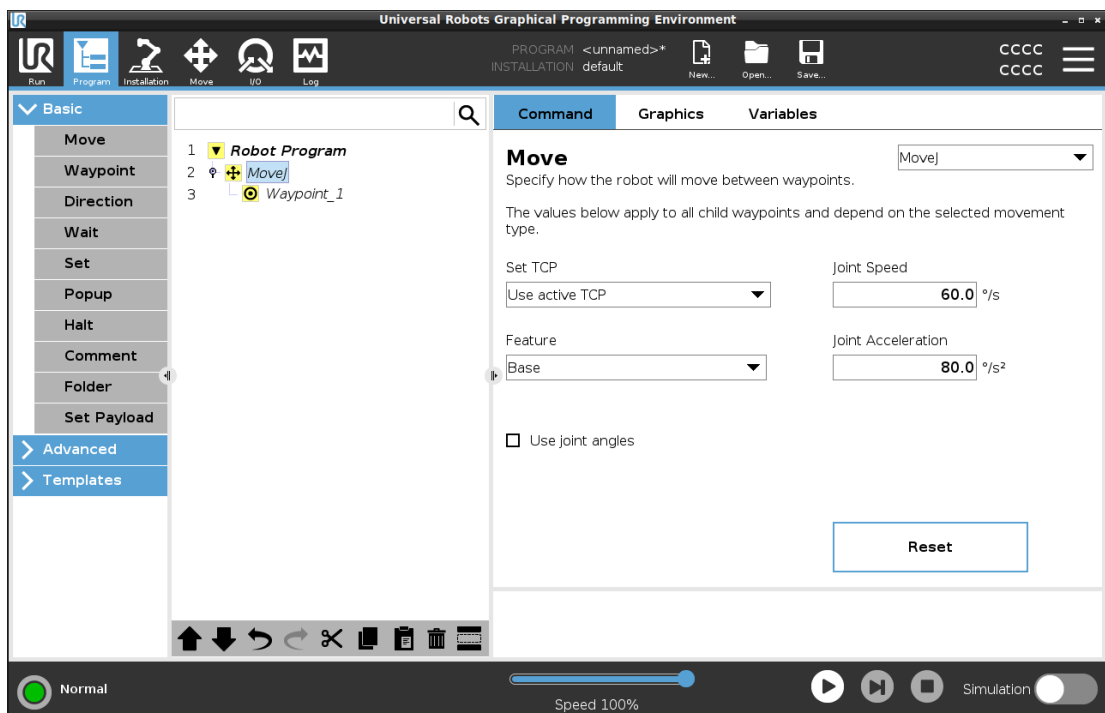 Universal Robots Graphical Programming Environment
UR
Run
Program
Installation
Move
I/O
Log
PROGRAM <unnamed>*
INSTALLATION default
New...
Open...
Save...
CCCC
CCCC
Basic
Move
Waypoint
Direction
Wait
Set
Popup
Halt
Comment
Folder
Set Payload
Advanced
Templates
1 Robot Program
2 MoveJ
3 Waypoint_1
Command Graphics Variables
Move
MoveJ
Specify how the robot will move between waypoints.
The values below apply to all child waypoints and depend on the selected movement
type.
Set TCP
Joint Speed
Use active TCP
60.0 °/s
Feature
Joint Acceleration
Base
80.0 °/s²
Use joint angles
Reset
Normal
Speed 100%
Simulation